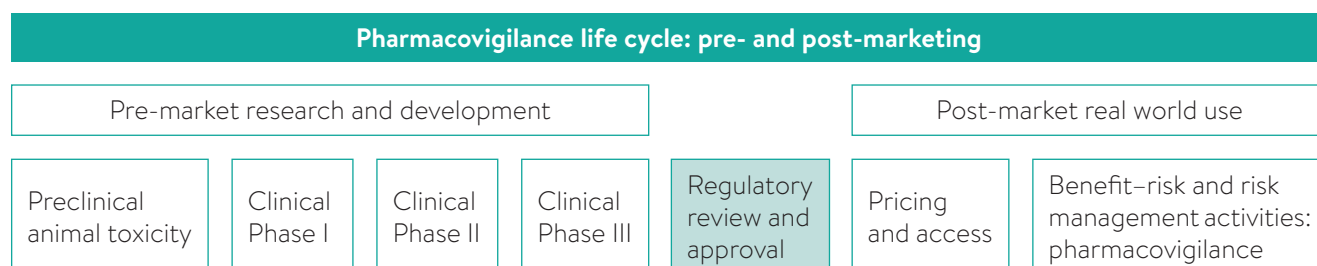 Pharmacovigilance life cycle: pre- and post-marketing
Pre-market research and development
Post-market real world use
Preclinical
animal toxicity
Clinical
Phase I
Clinical
Phase II
Clinical
Phase III
Regulatory
review and
approval
Pricing
and access
Benefit–risk and risk
management activities:
pharmacovigilance